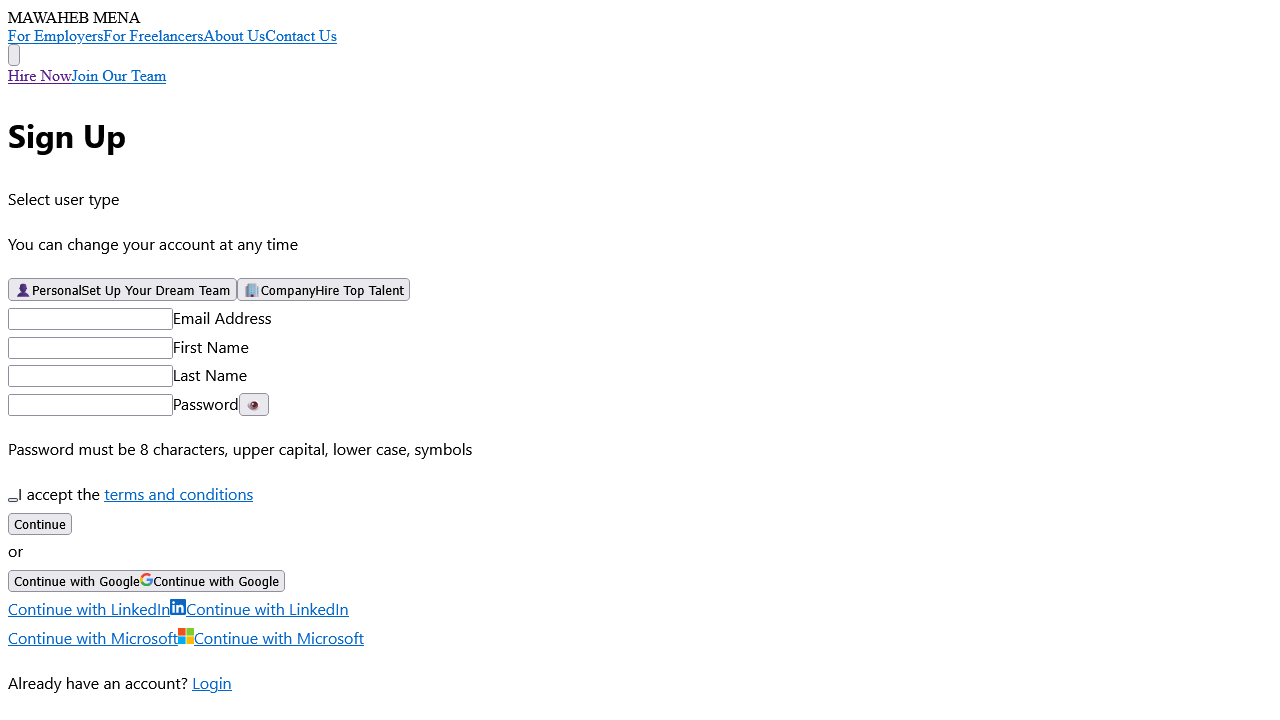 MAWAHEB MENA
For EmployersFor FreelancersAbout UsContact Us
Hire NowJoin Our Team
Sign Up
Select user type
You can change your account at any time
PersonalSet Up Your Dream Team CompanyHire Top Talent
Email Address
First Name
Last Name
Password
Password must be 8 characters, upper capital, lower case, symbols
I accept the terms and conditions
Continue
or
Continue with GoogleContinue with Google
Continue with LinkedInContinue with LinkedIn
Continue with MicrosoftContinue with Microsoft
Already have an account? Login